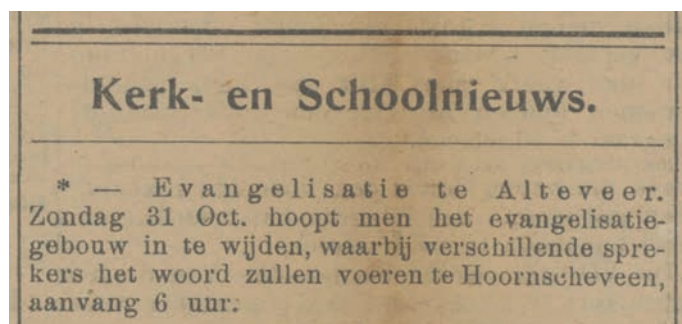 Kerk- en Schoolnieuws.
* — Evangelisatie te Alteveer.
Zondag 31 Oct. hoopt men het evangelisatie-
gebouw in te wijden, waarbij verschillende spre-
kers het woord zullen voeren te Hoornscheveen,
aanvang 6 uur.